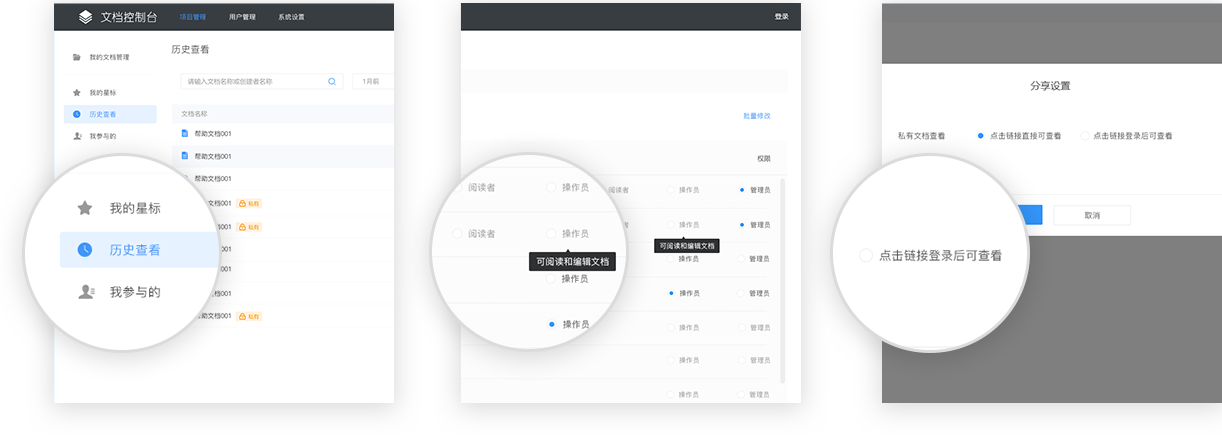 文档控制台 项目管理 用户管理 系统设置
我的文档管理
历史查看
请输入文档名称或创建者名称 1月前
我的星标
历史查看
我参与的
文档名称
帮助文档001
帮助文档001
帮助文档001
文档001 私有
文档001 私有
001
001
文档001
助文档001 私有
我的星标
历史查看
我参与的
登录
批量修改
权限
阅读者 操作员 管理员
操作员 管理员
可阅读和编辑文档
操作员 管理员
操作员 管理员
操作员 管理员
操作员 管理员
操作员 管理员
阅读者 操作员
阅读者 操作员
可阅读和编辑文档
操作员
操作员
分享设置
私有文档查看 点击链接直接可查看 点击链接登录后可查看
取消
点击链接登录后可查看